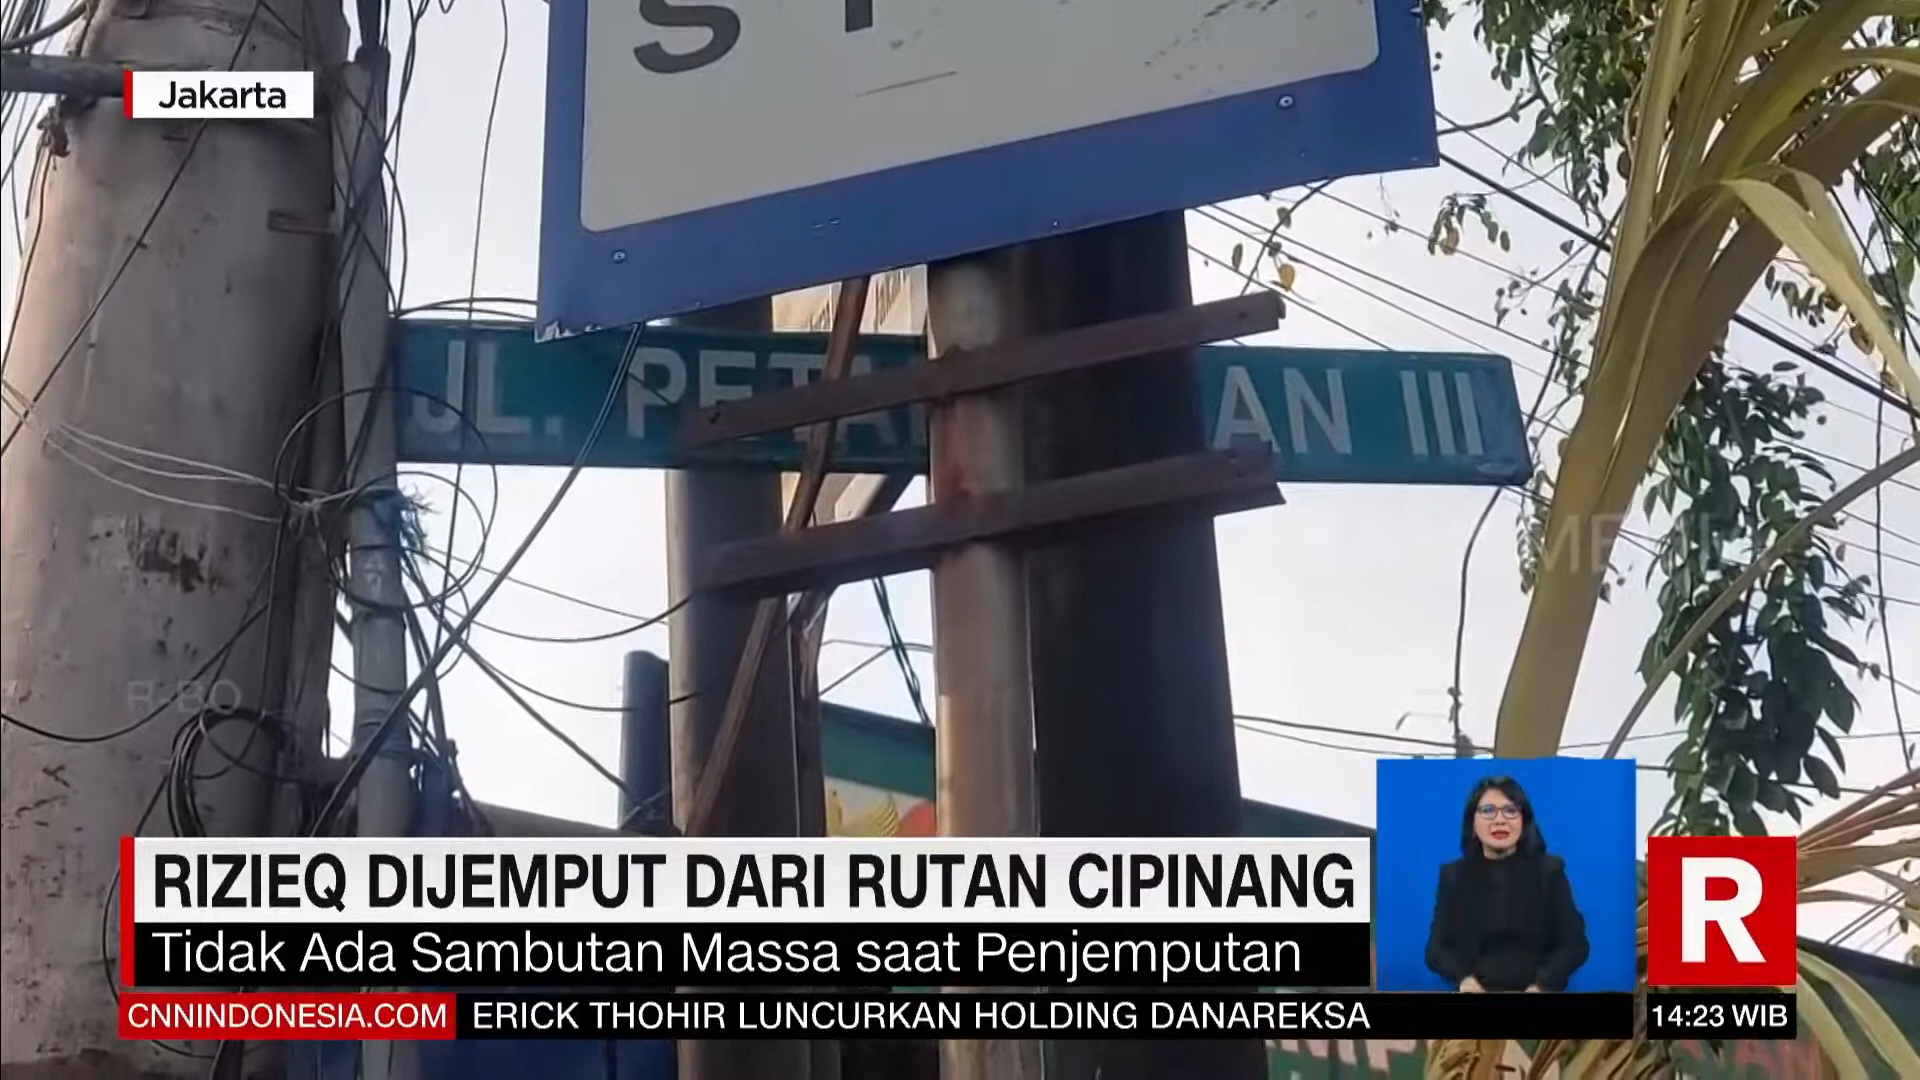 Jakarta
JL. PETA AN III
RIZIEQ DIJEMPUT DARI RUTAN CIPINANG
Tidak Ada Sambutan Massa saat Penjemputan
R
CNNINDONESIA.COM
ERICK THOHIR LUNCURKAN HOLDING DANAREKSA
14:23 WIB